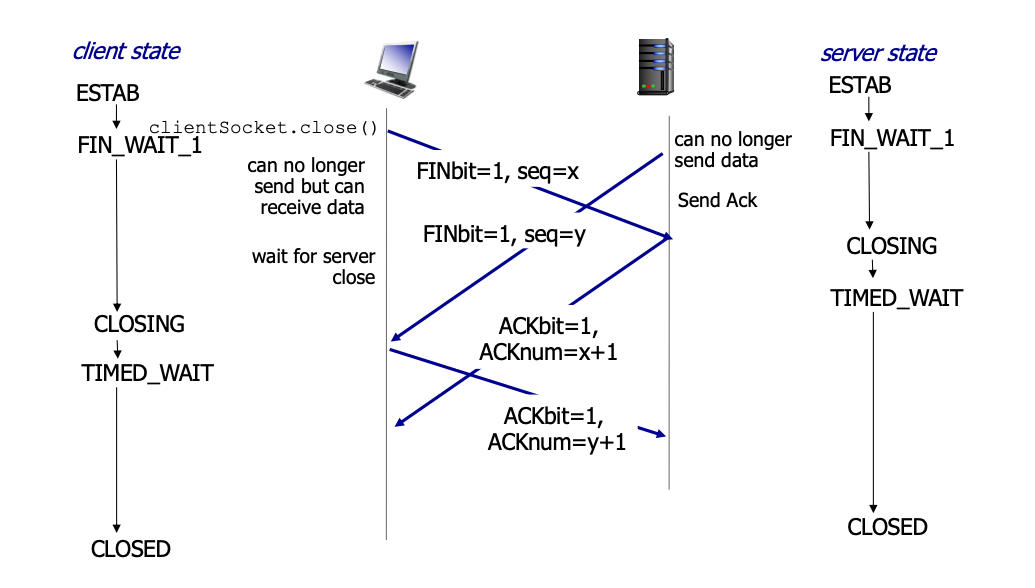 client state
server state
ESTAB
ESTAB
clientSocket.close()
FIN_WAIT_1
FIN_WAIT_1
can no longer
send but can
receive data
wait for server
close
FINbit=1, seq=x
FINbit=1, seq=y
can no longer
send data
Send Ack
CLOSING
TIMED_WAIT
CLOSING
TIMED_WAIT
ACKbit=1,
ACKnum=x+1
ACKbit=1,
ACKnum=y+1
CLOSED
CLOSED